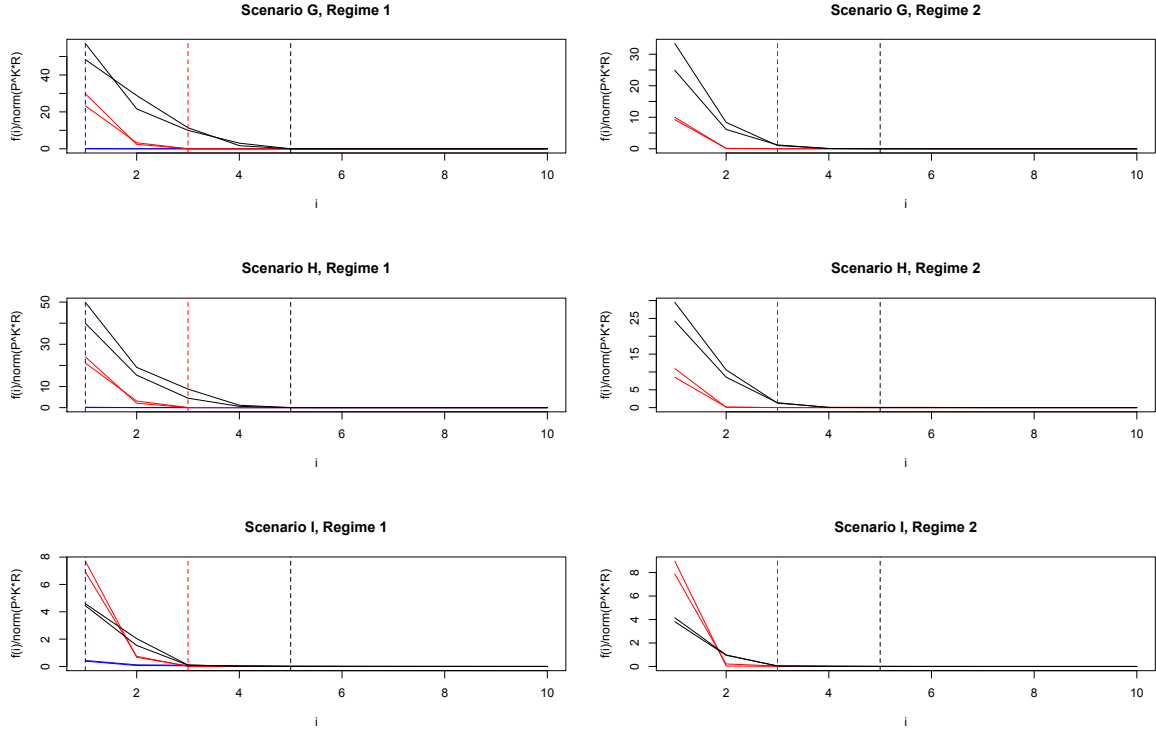 Scenario G, Regime 1
f(i)/norm(P^K*R)
0 20 40
2 4 6 8 10
i
Scenario G, Regime 2
f(i)/norm(P^K*R)
0 10 20 30
2 4 6 8 10
i
Scenario H, Regime 1
f(i)/norm(P^K*R)
0 10 30 50
2 4 6 8 10
i
Scenario H, Regime 2
f(i)/norm(P^K*R)
0 5 15 25
2 4 6 8 10
i
Scenario I, Regime 1
f(i)/norm(P^K*R)
0 2 4 6 8
2 4 6 8 10
i
Scenario I, Regime 2
f(i)/norm(P^K*R)
0 2 4 6 8
2 4 6 8 10
i